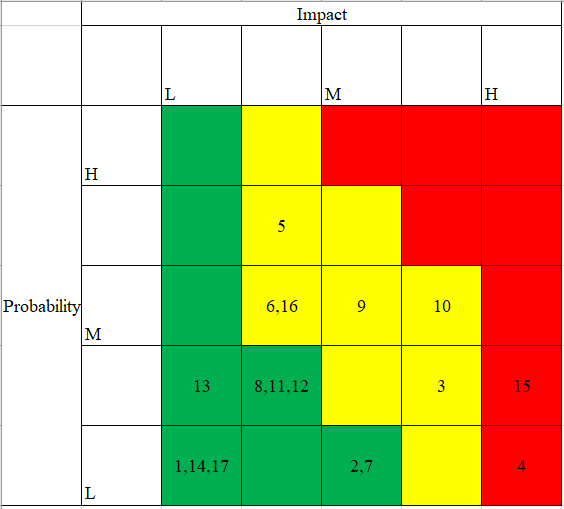 Impact
L M H
H
5
Probability
6,16 9 10
M
13 8,11,12 3 15
1,14,17 2,7 4
L